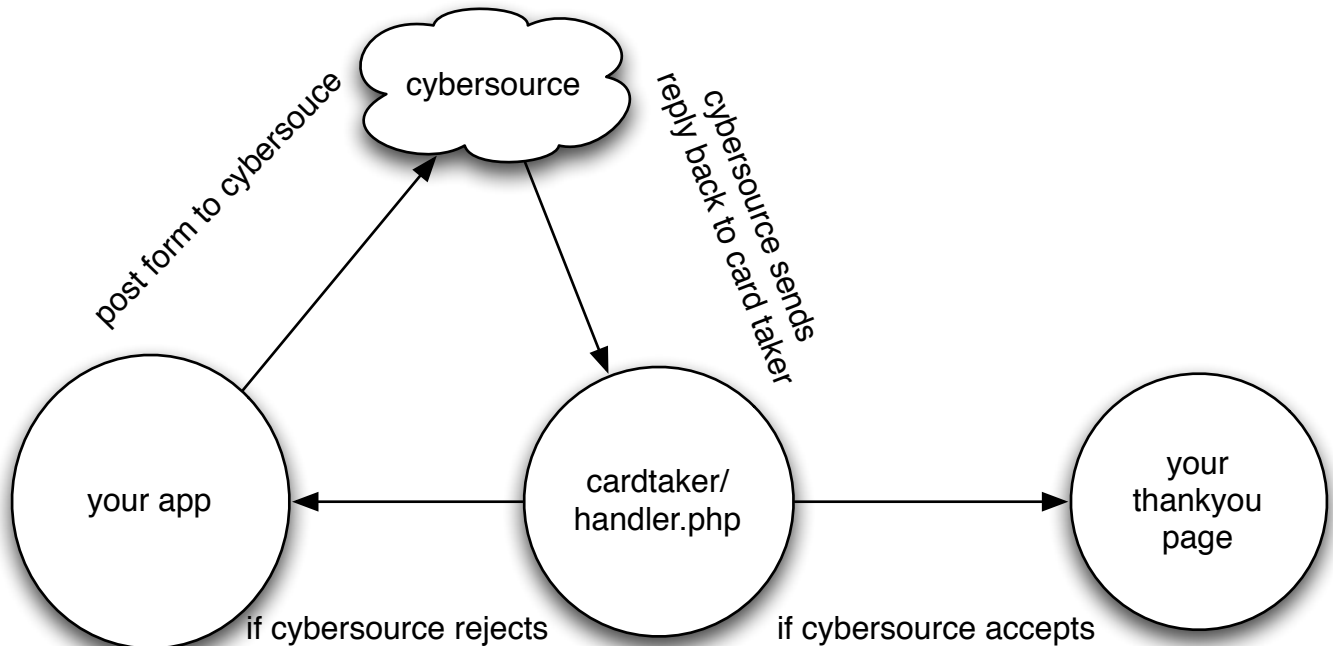 cybersource
post form to cybersouce
cybersource sends
reply back to card taker
your app
cardtaker/
handler.php
your
thankyou
page
if cybersource rejects
if cybersource accepts